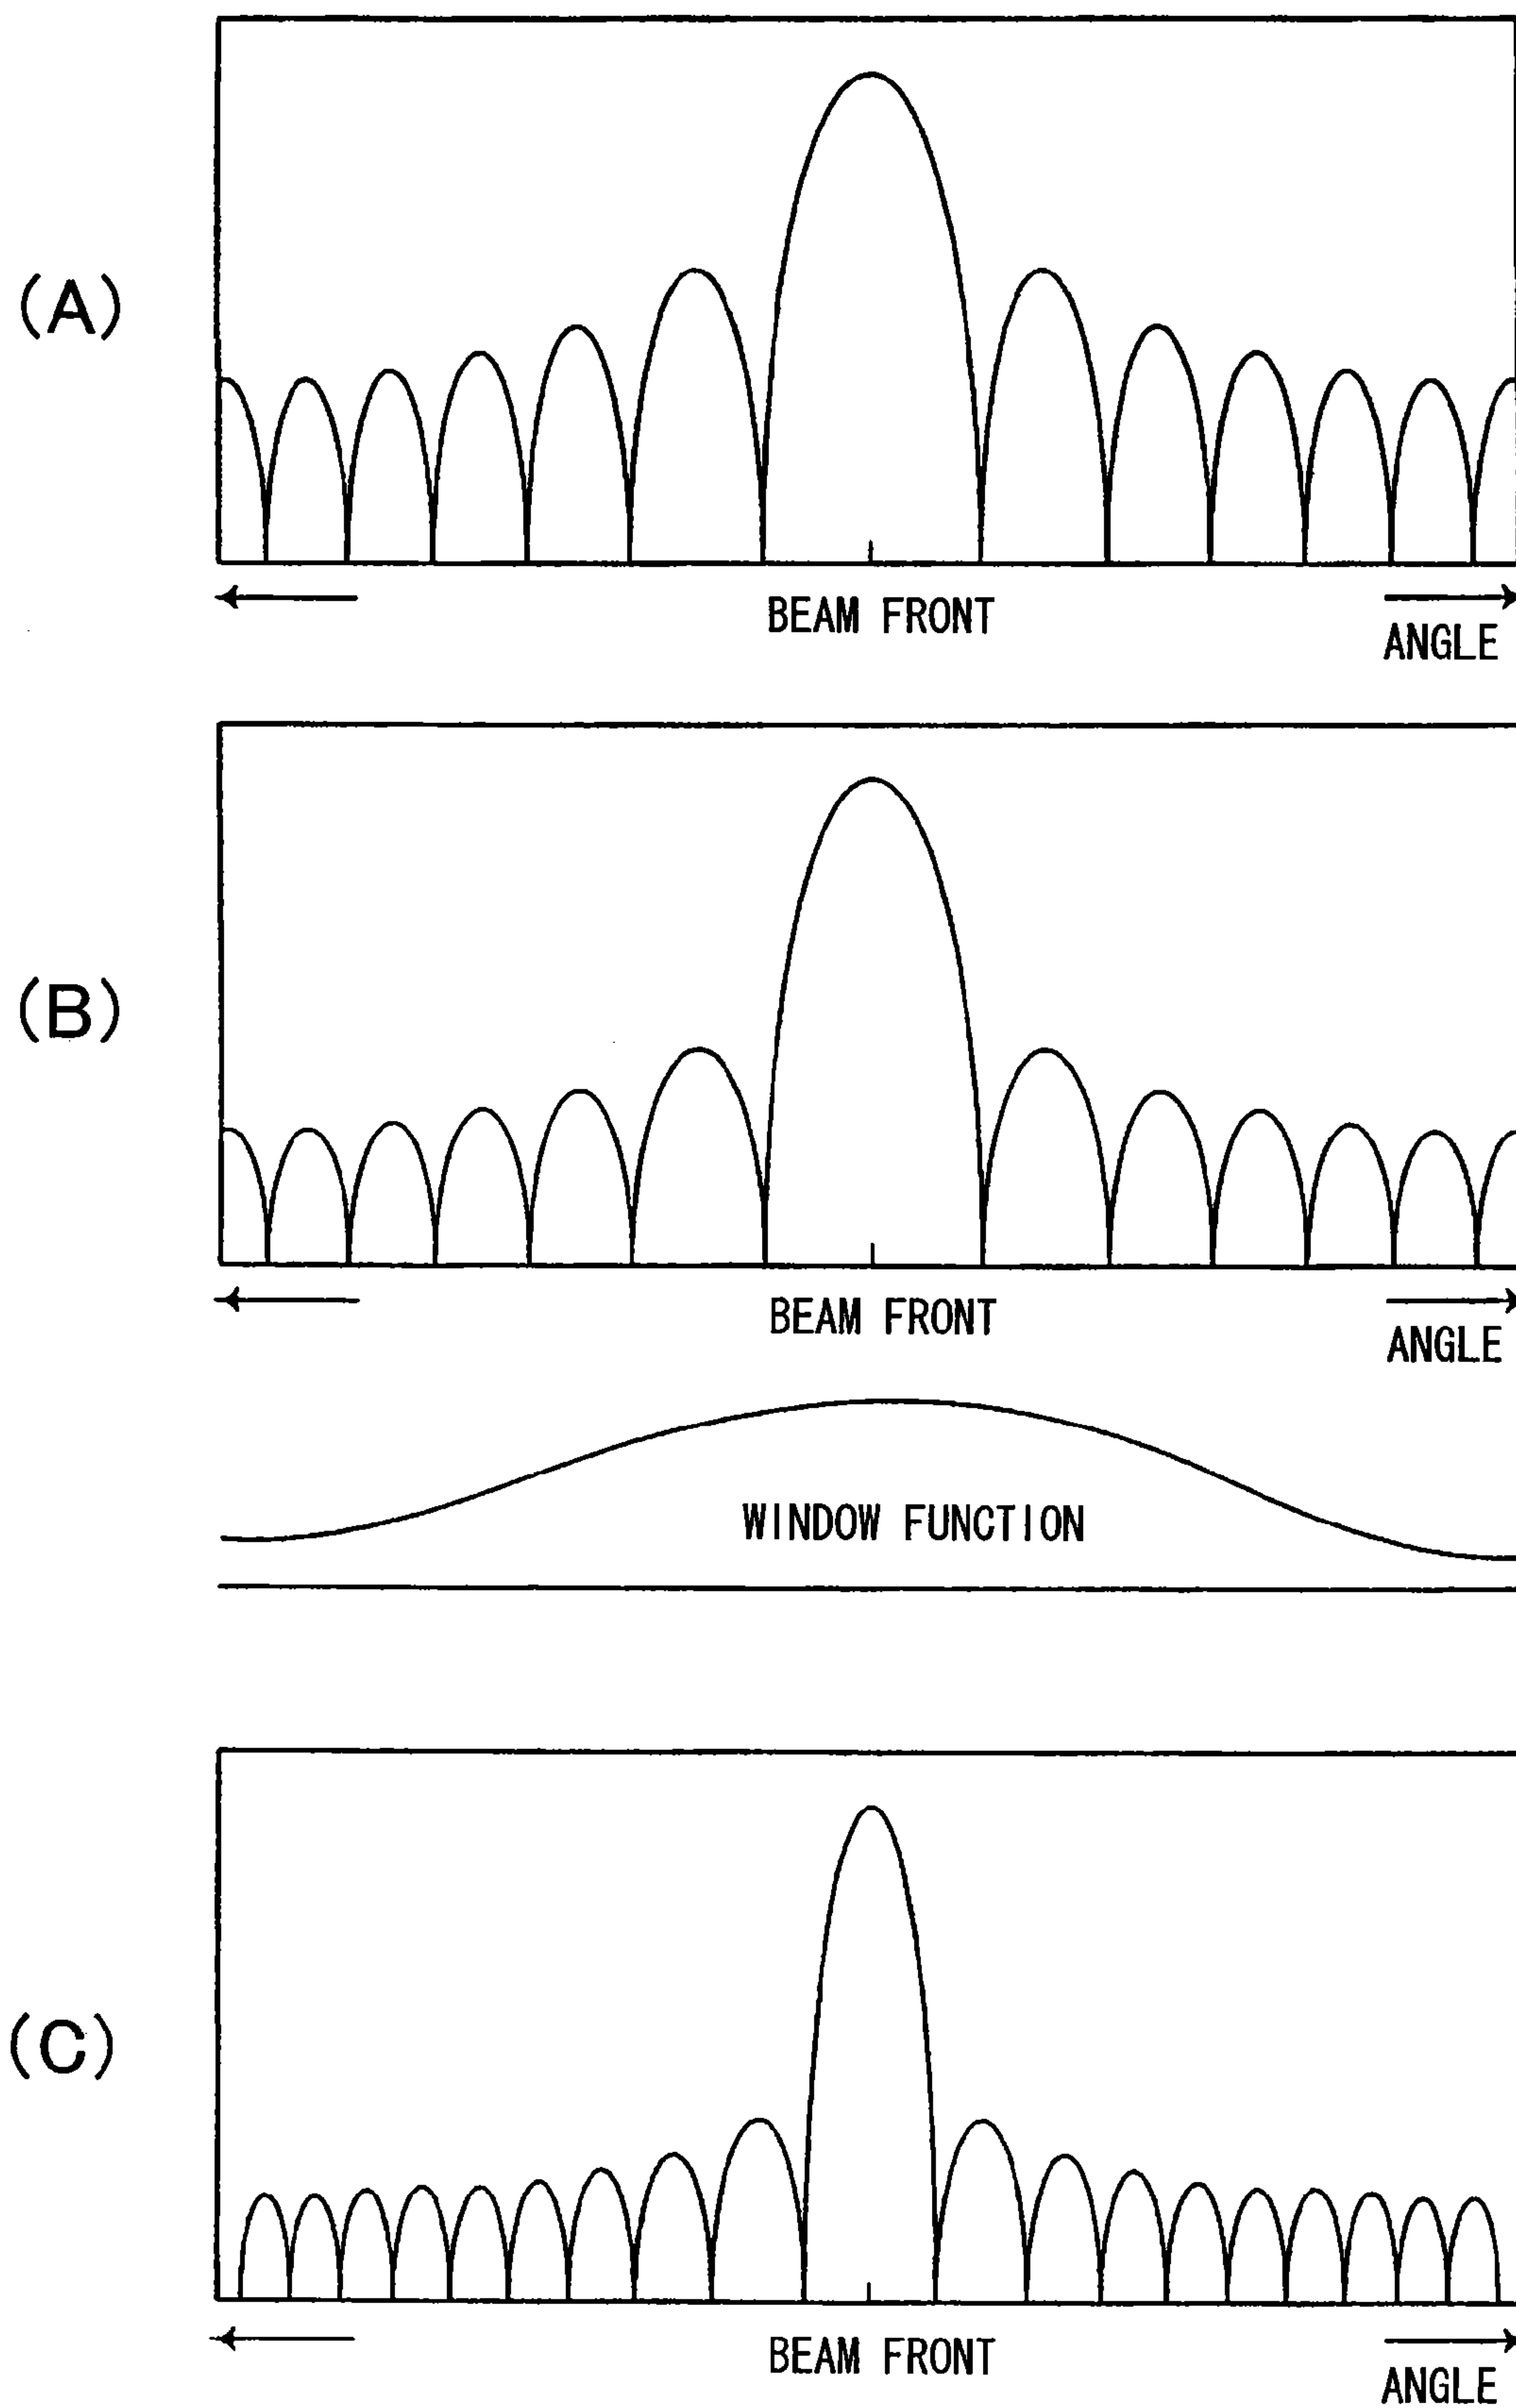 (A)
BEAM FRONT
ANGLE
(B)
BEAM FRONT
ANGLE
WINDOW FUNCTION
(C)
BEAM FRONT
ANGLE